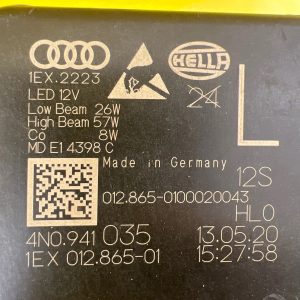 HELLA
1EX.2223
24
LED 12V
Low Beam 26W
High Beam 57W
Co 8W
L
MD E1 4398 C
Made in Germany
12S
012.865-0100020043
HL0
4N0.941 035
13.05.20
1EX 012.865-01
15:27:58